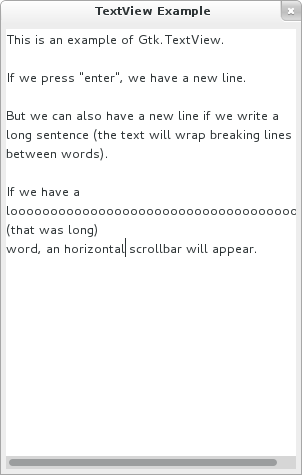 TextView Example
This is an example of Gtk.TextView.
If we press "enter", we have a new line.
But we can also have a new line if we write a
long sentence (the text will wrap breaking lines
between words).
If we have a
loooooooooooooooooooooooooooooooooooo
(that was long)
word, an horizontal scrollbar will appear.